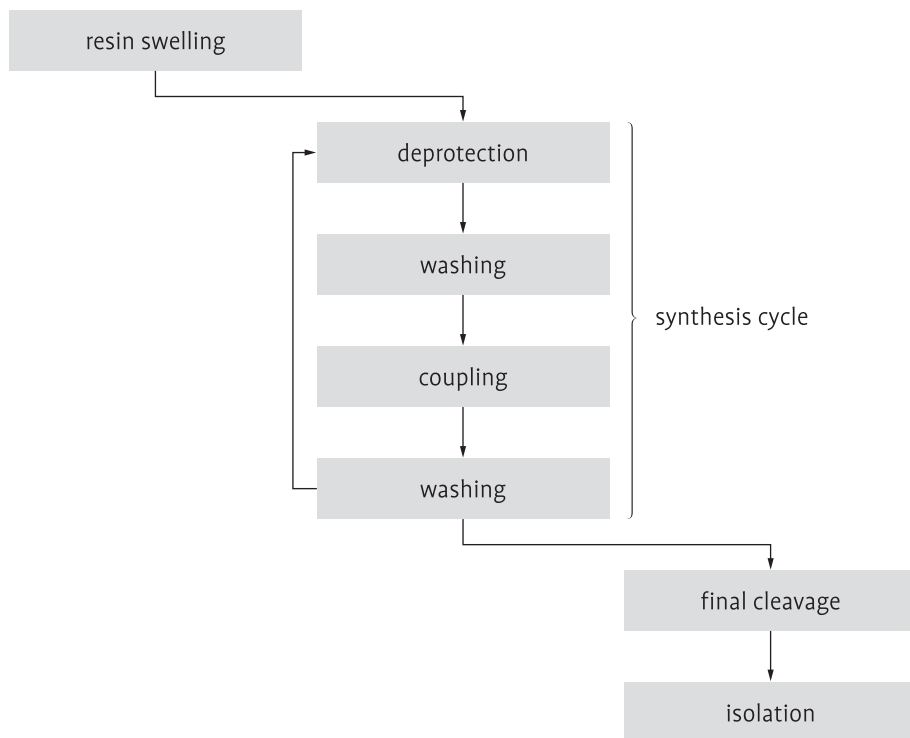 resin swelling
deprotection
washing
synthesis cycle
coupling
washing
final cleavage
isolation